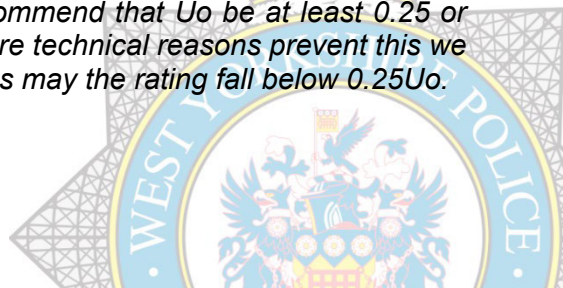 ommend that Uo be at least 0.25 or
re technical reasons prevent this we
s may the rating fall below 0.25Uo.
WEST YORKSHIRE POLICE